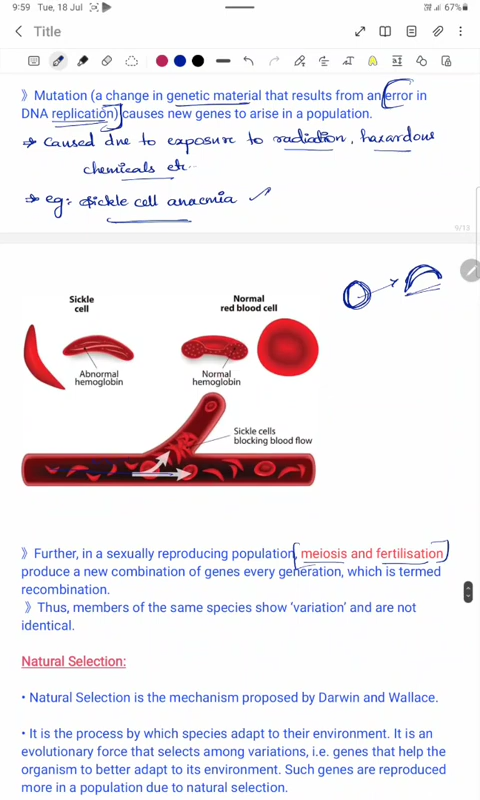 9:59 Tue, 18 Jul
67%
Title
》Mutation (a change in genetic material that results from an error in
DNA replication) causes new genes to arise in a population.
→ Caused due to exposure to radiation, hazardous
chemicals etc..
→ eg: Sickle cell anaemia
9/13
Sickle
cell
Normal
red blood cell
Abnormal
hemoglobin
Normal
hemoglobin
Sickle cells
blocking blood flow
》Further, in a sexually reproducing population, meiosis and fertilisation
produce a new combination of genes every generation, which is termed
recombination.
》Thus, members of the same species show ‘variation’ and are not
identical.
Natural Selection:
• Natural Selection is the mechanism proposed by Darwin and Wallace.
• It is the process by which species adapt to their environment. It is an
evolutionary force that selects among variations, i.e. genes that help the
organism to better adapt to its environment. Such genes are reproduced
more in a population due to natural selection.